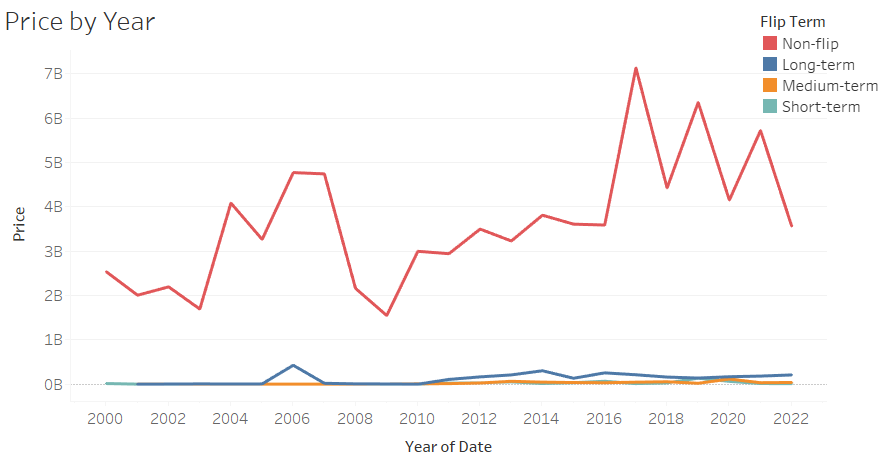 Price by Year
Flip Term
Non-flip
Long-term
Medium-term
Short-term
7B
6B
5B
4B
3B
2B
1B
0B
Price
2000 2002 2004 2006 2008 2010 2012 2014 2016 2018 2020 2022
Year of Date